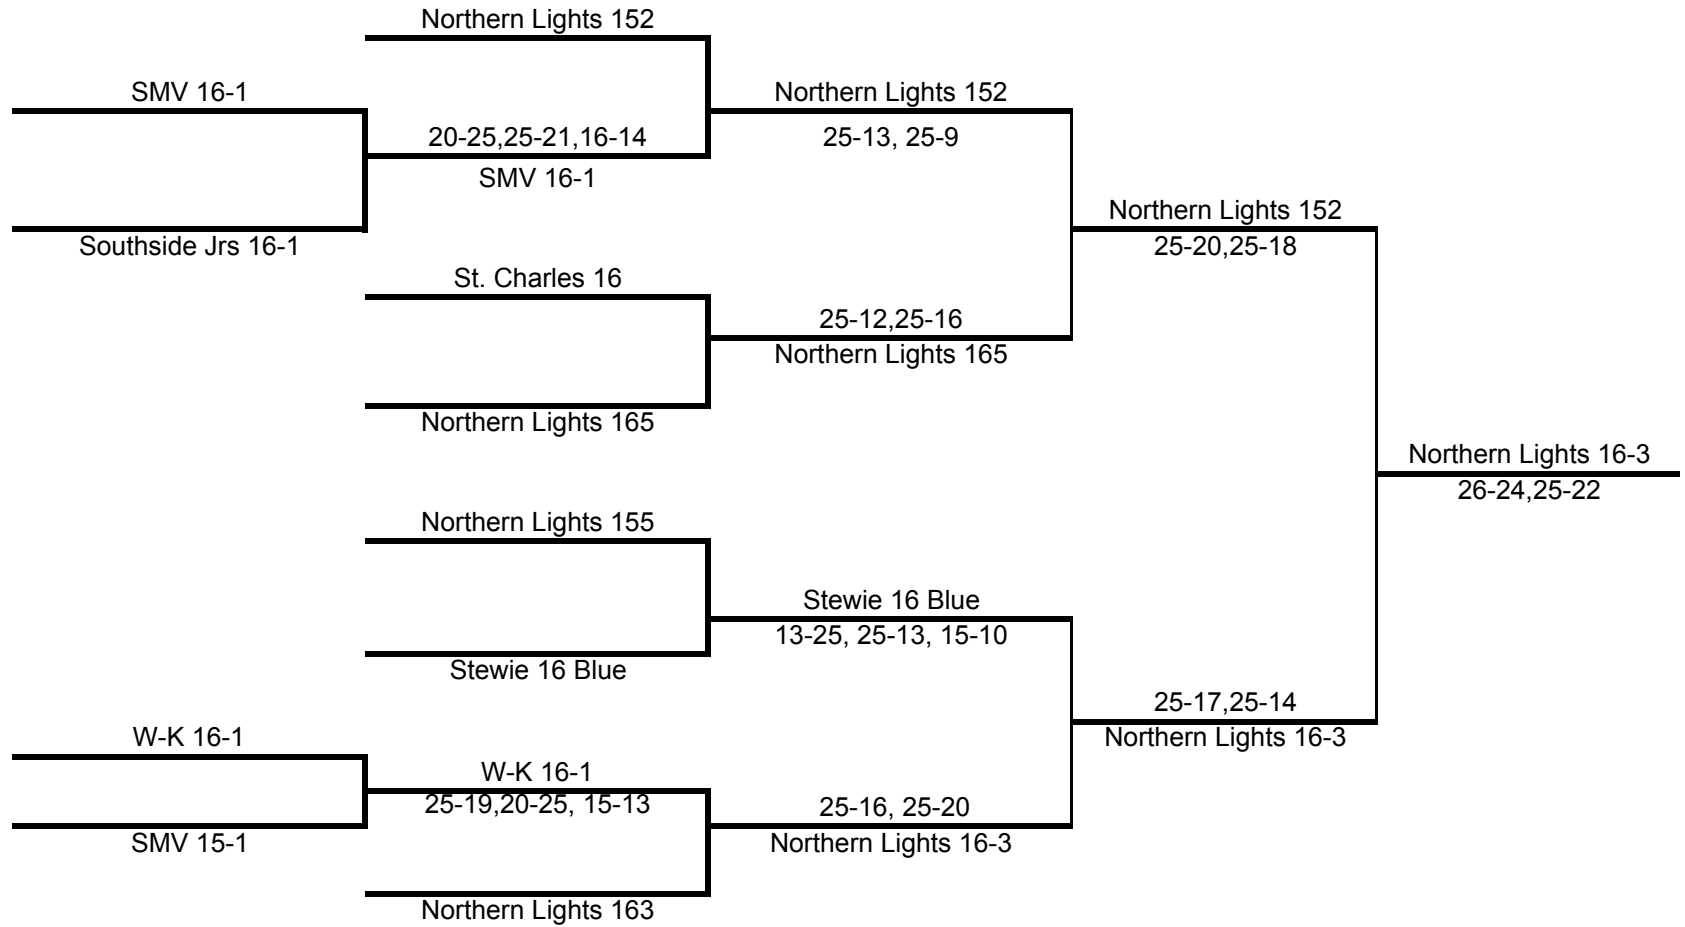 Northern Lights 152
SMV 16-1
Northern Lights 152
20-25,25-21,16-14
25-13, 25-9
SMV 16-1
Northern Lights 152
Southside Jrs 16-1
25-20,25-18
St. Charles 16
25-12,25-16
Northern Lights 165
Northern Lights 165
Northern Lights 16-3
26-24,25-22
Northern Lights 155
Stewie 16 Blue
13-25, 25-13, 15-10
Stewie 16 Blue
25-17,25-14
W-K 16-1
Northern Lights 16-3
W-K 16-1
25-19,20-25, 15-13
25-16, 25-20
SMV 15-1
Northern Lights 16-3
Northern Lights 163